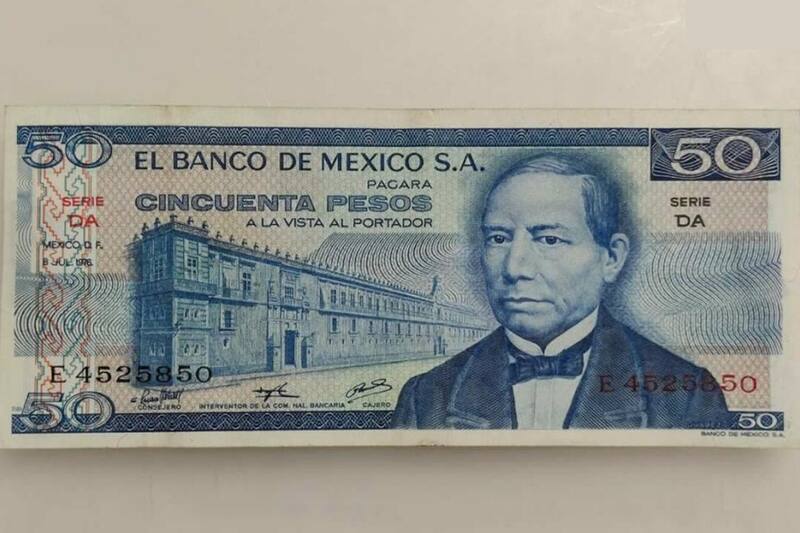 50
50
EL BANCO DE MEXICO S.A.
PAGARA
SERIE
DA
CINCUENTA PESOS
SERIE
DA
A LA VISTA AL PORTADOR
MEXICO, D. F.
8 JUL. 1976
E 4525850
E 4525850
50
CONSEJERO
INTERVENTOR DE LA COM. NAL. BANCARIA
CAJERO
50
BANCO DE MEXICO S.A.